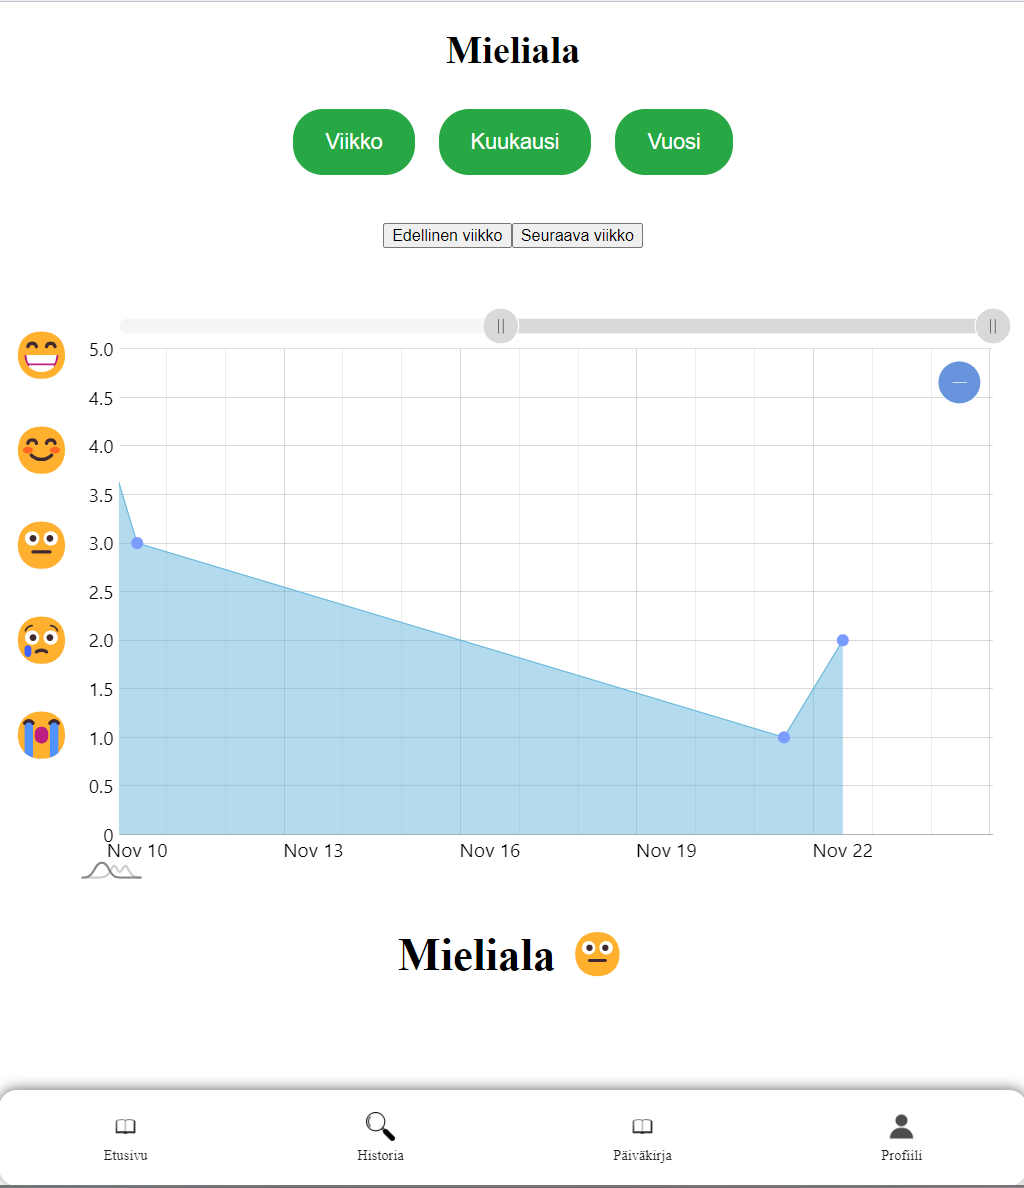 Mieliala
Viikko Kuukausi Vuosi
Edellinen viikko Seuraava viikko
5.0
4.5
4.0
3.5
3.0
2.5
2.0
1.5
1.0
0.5
0
Nov 10 Nov 13 Nov 16 Nov 19 Nov 22
Mieliala
Etusivu Historia Päiväkirja Profiili